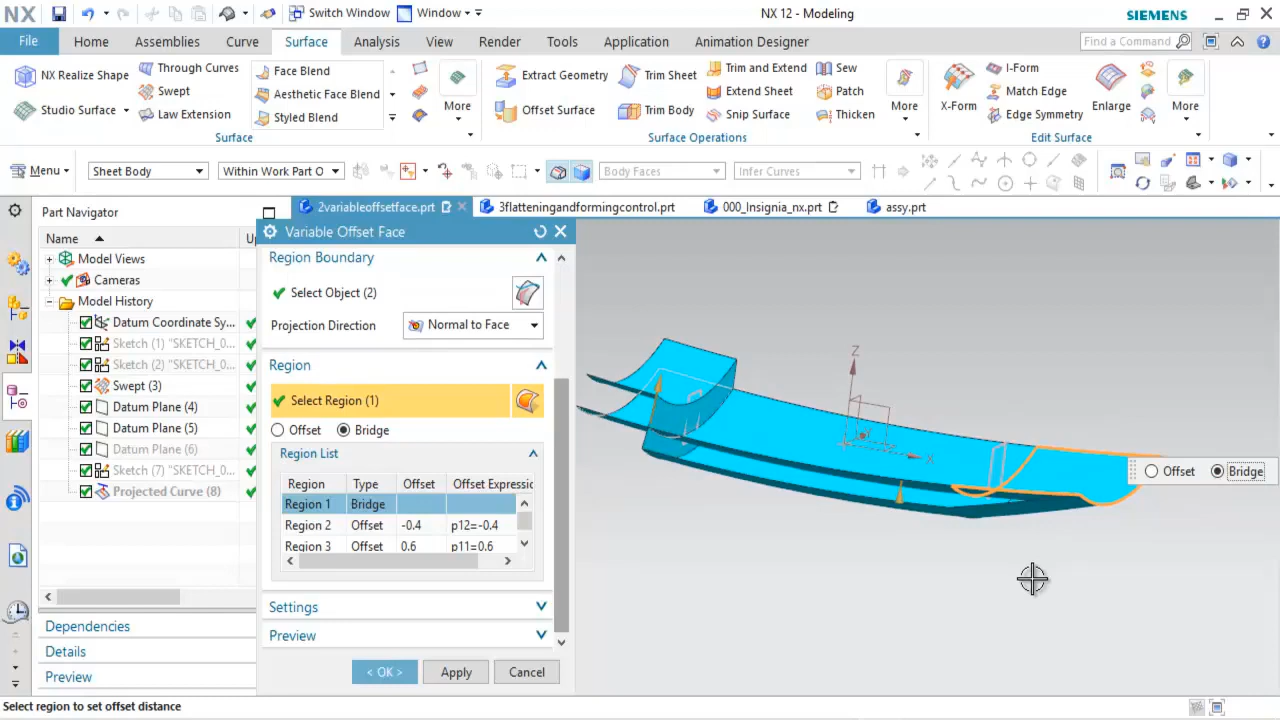 NX
Switch Window
Window
NX 12 - Modeling
SIEMENS
File
Home
Assemblies
Curve
Surface
Analysis
View
Render
Tools
Application
Animation Designer
Find a Command
NX Realize Shape
Through Curves
Face Blend
Swept
Aesthetic Face Blend
Studio Surface
Law Extension
Styled Blend
More
Surface
Extract Geometry
Trim Sheet
Trim and Extend
Sew
Extend Sheet
Patch
Offset Surface
Trim Body
Snip Surface
Thicken
More
Surface Operations
X-Form
I-Form
Match Edge
Edge Symmetry
Enlarge
More
Edit Surface
Menu
Sheet Body
Within Work Part O
Body Faces
Infer Curves
Part Navigator
2variableoffsetface.prt
3flatteningandformingcontrol.prt
000_Insignia_nx.prt
assy.prt
Name
U
Model Views
Cameras
Model History
Datum Coordinate Sy...
Sketch (1) "SKETCH_0...
Sketch (2) "SKETCH_0...
Swept (3)
Datum Plane (4)
Datum Plane (5)
Datum Plane (6)
Sketch (7) "SKETCH_0...
Projected Curve (8)
Dependencies
Details
Preview
Variable Offset Face
Region Boundary
Select Object (2)
Projection Direction
Normal to Face
Region
Select Region (1)
Offset
Bridge
Region List
Region Type Offset Offset Expressio
Region 1 Bridge
Region 2 Offset -0.4 p12=-0.4
Region 3 Offset 0.6 p11=0.6
Settings
Preview
< OK >
Apply
Cancel
Z
X
Offset
Bridge
Select region to set offset distance